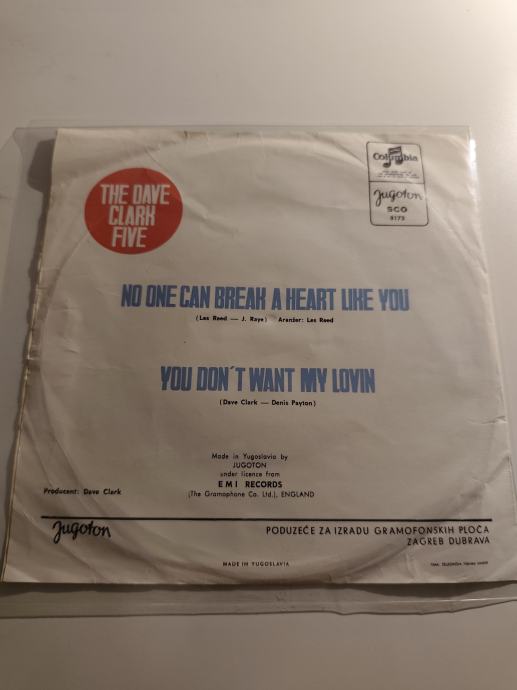 THE DAVE
CLARK
FIVE
Columbia
Jugoton
SCO
8173
NO ONE CAN BREAK A HEART LIKE YOU
(Les Reed — J. Raye) Aranžer: Les Reed
YOU DON'T WANT MY LOVIN
(Dave Clark — Denis Payton)
Made in Yugoslavia by
JUGOTON
under licence from
EMI RECORDS
(The Gramophone Co. Ltd.), ENGLAND
Producent: Dave Clark
Jugoton
PODUZEĆE ZA IZRADU GRAMOFONSKIH PLOČA
ZAGREB DUBRAVA
MADE IN YUGOSLAVIA